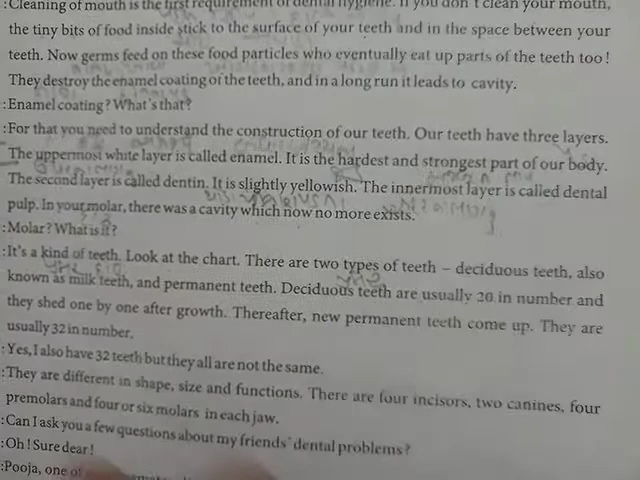 :Cleaning of mouth is the first requirement of dental hygiene. If you don't clean your mouth,
the tiny bits of food inside stick to the surface of your teeth and in the space between your
teeth. Now germs feed on these food particles who eventually eat up parts of the teeth too!
They destroy the enamel coating of the teeth, and in a long run it leads to cavity.
:Enamel coating? What's that?
:For that you need to understand the construction of our teeth. Our teeth have three layers.
The uppermost white layer is called enamel. It is the hardest and strongest part of our body.
The second layer is called dentin. It is slightly yellowish. The innermost layer is called dental
pulp. In your molar, there was a cavity which now no more exists.
:Molar? What is it?
:It's a kind of teeth. Look at the chart. There are two types of teeth – deciduous teeth, also
known as milk teeth, and permanent teeth. Deciduous teeth are usually 20 in number and
they shed one by one after growth. Thereafter, new permanent teeth come up. They are
usually 32 in number.
:Yes, I also have 32 teeth but they all are not the same.
:They are different in shape, size and functions. There are four incisors, two canines, four
premolars and four or six molars in each jaw.
:Can I ask you a few questions about my friends' dental problems?
:Oh! Sure dear!
:Pooja, one of